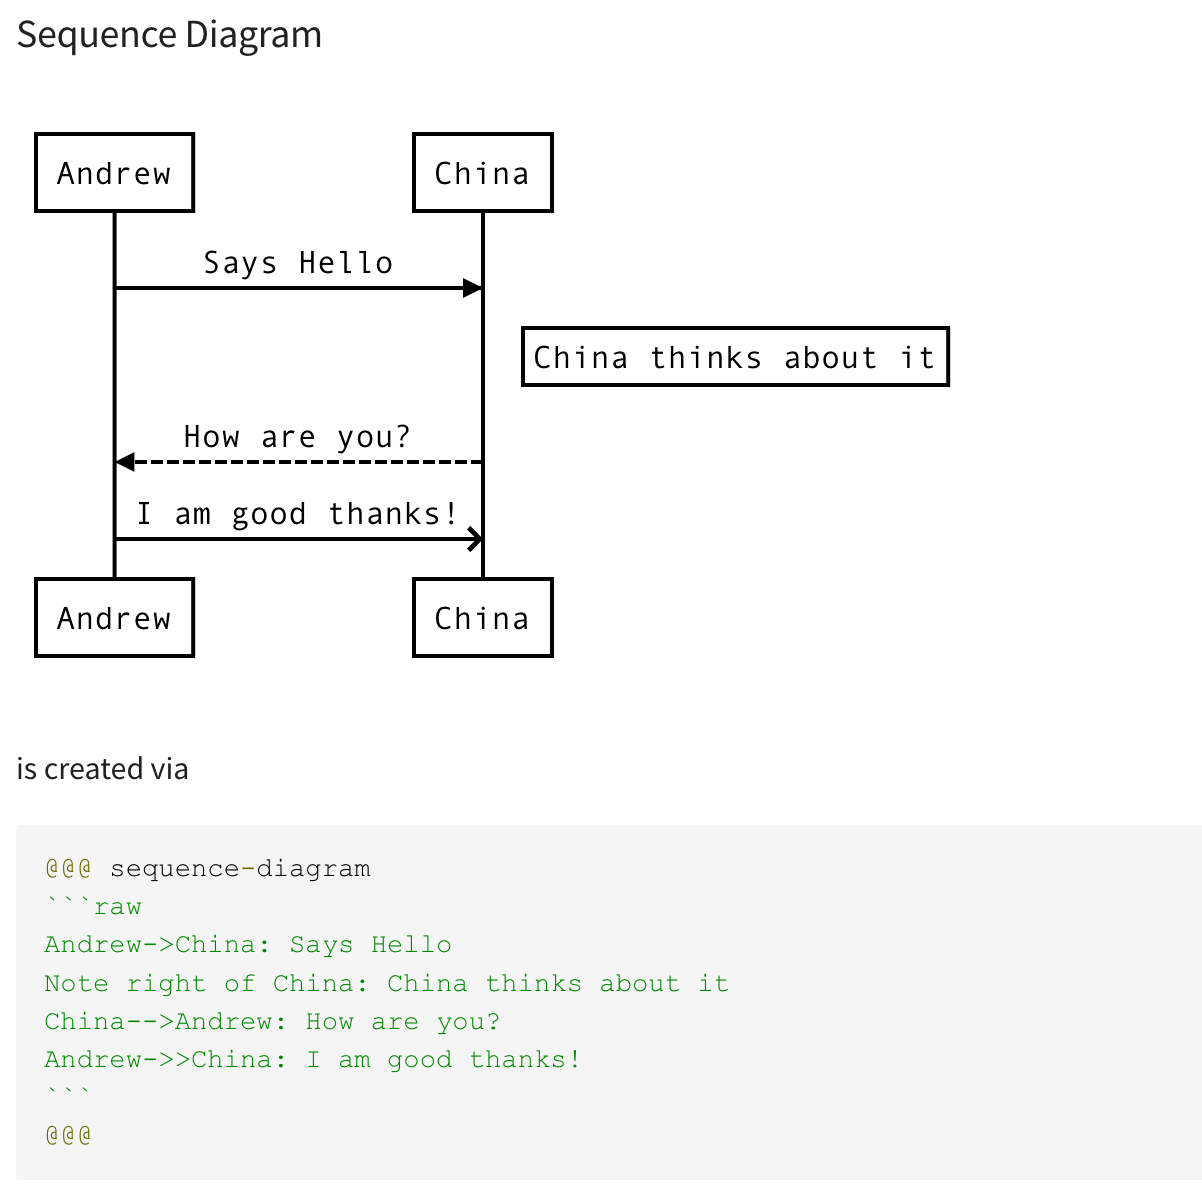 Sequence Diagram
Andrew China
Says Hello
China thinks about it
How are you?
I am good thanks!
Andrew China
is created via
@@@ sequence-diagram
```raw
Andrew->China: Says Hello
Note right of China: China thinks about it
China-->Andrew: How are you?
Andrew->>China: I am good thanks!
```
@@@